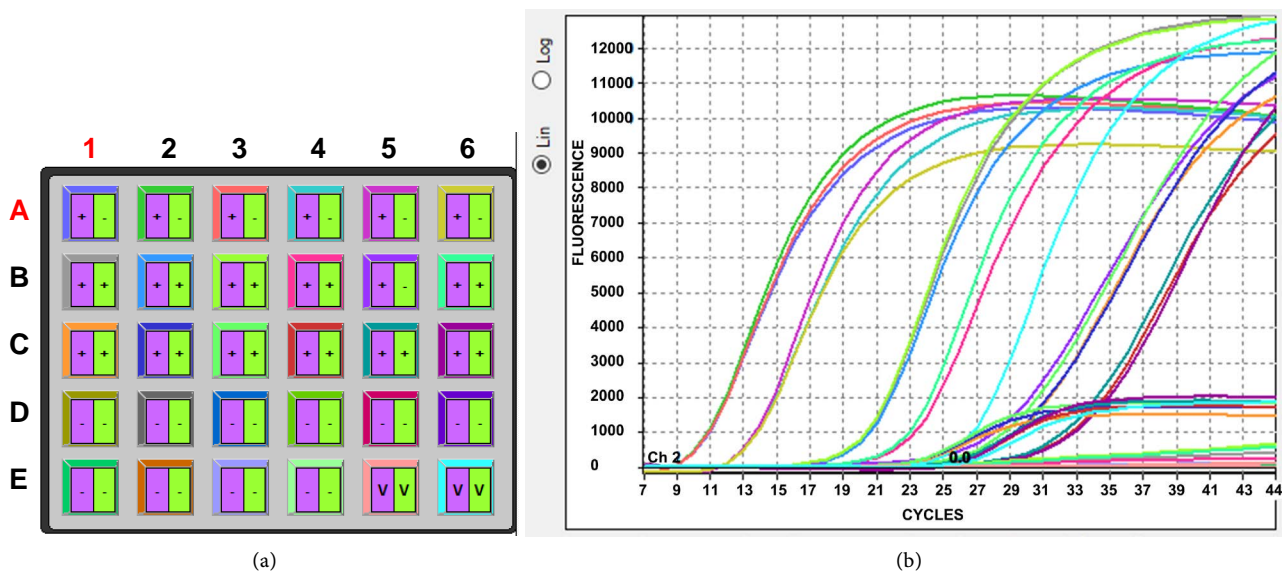 1 2 3 4 5 6
A + - + - + - + - + - + -
B + + + + + + + + + - + +
C + + + + + + + + + + + +
D - - - - - - - - - - - -
E - - - - - - - - V V V V
(a)
Log
Lin
FLUORESCENCE
12000
11000
10000
9000
8000
7000
6000
5000
4000
3000
2000
1000
0
Ch 2
0.0
7 9 11 13 15 17 19 21 23 25 27 29 31 33 35 37 39 41 43 44
CYCLES
(b)